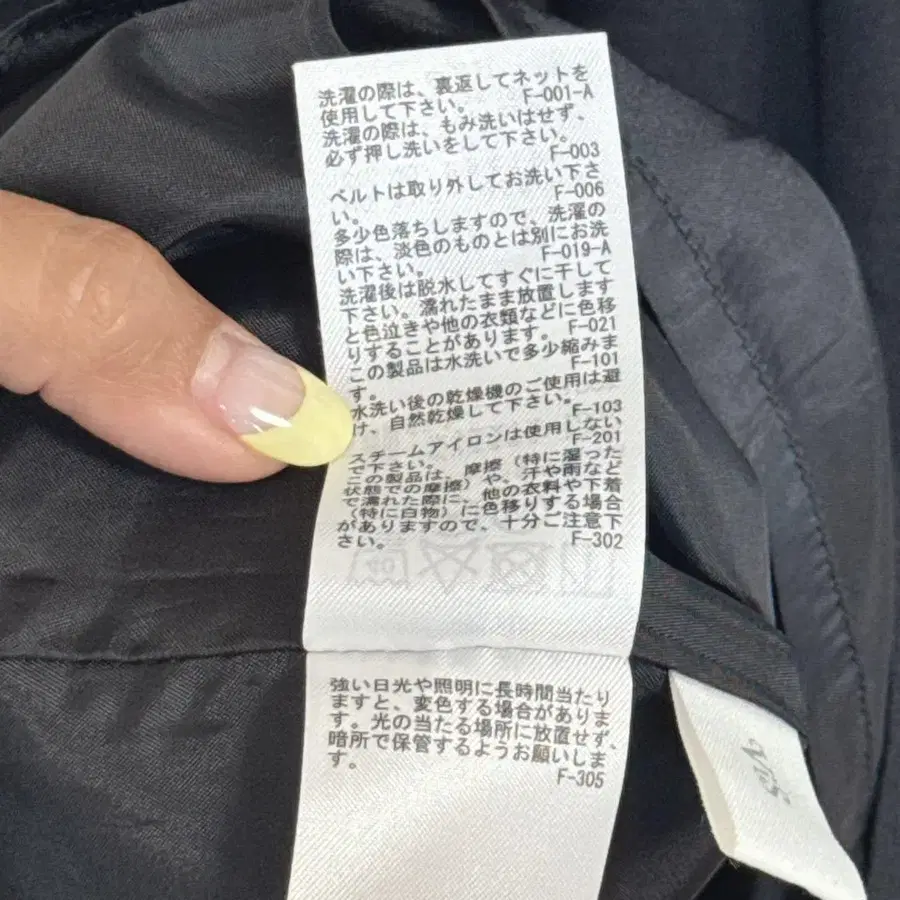 洗濯の際は、裏返してネットを
使用して下さい。 F-001-A
洗濯の際は、もみ洗いはせず、
必ず押し洗いをして下さい。
F-003
ベルトは取り外してお洗い下さ
い。 F-006
多少色落ちしますので、洗濯の
際は、淡色のものとは別にお洗
い下さい。 F-019-A
洗濯後は脱水してすぐに干して
下さい。濡れたまま放置します
と色泣きや他の衣類などに色移
りすることがあります。 F-021
この製品は水洗いで多少縮みま
す。 F-101
水洗い後の乾燥機のご使用は避
け、自然乾燥して下さい。
F-103
スチームアイロンは使用しない
で下さい。 F-201
この製品は、摩擦(特に湿った
状態での摩擦)や、汗や雨など
で濡れた際に、他の衣料や下着
(特に白物)に色移りする場合
がありますので、十分ご注意下
さい。 F-302
強い日光や照明に長時間当たり
ますと、変色する場合がありま
す。光の当たる場所に放置せず、
暗所で保管するようお願いしま
す。 F-305